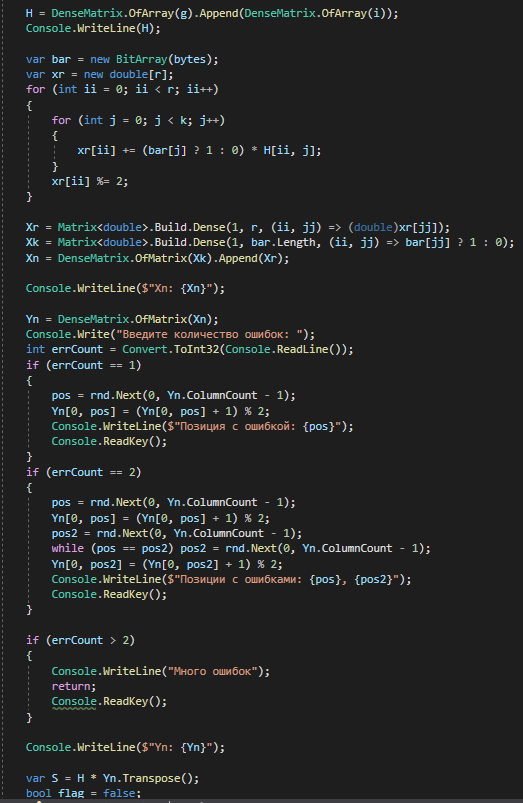 H = DenseMatrix.OfArray(g).Append(DenseMatrix.OfArray(i));
Console.WriteLine(H);
var bar = new BitArray(bytes);
var xr = new double[r];
for (int ii = 0; ii < r; ii++)
{
for (int j = 0; j < k; j++)
{
xr[ii] += (bar[j] ? 1 : 0) * H[ii, j];
}
xr[ii] %= 2;
}
Xr = Matrix<double>.Build.Dense(1, r, (ii, jj) => (double)xr[jj]);
Xk = Matrix<double>.Build.Dense(1, bar.Length, (ii, jj) => bar[jj] ? 1 : 0);
Xn = DenseMatrix.OfMatrix(Xk).Append(Xr);
Console.WriteLine($"Xn: {Xn}");
Yn = DenseMatrix.OfMatrix(Xn);
Console.Write("Введите количество ошибок: ");
int errCount = Convert.ToInt32(Console.ReadLine());
if (errCount == 1)
{
pos = rnd.Next(0, Yn.ColumnCount - 1);
Yn[0, pos] = (Yn[0, pos] + 1) % 2;
Console.WriteLine($"Позиция с ошибкой: {pos}");
Console.ReadKey();
}
if (errCount == 2)
{
pos = rnd.Next(0, Yn.ColumnCount - 1);
Yn[0, pos] = (Yn[0, pos] + 1) % 2;
pos2 = rnd.Next(0, Yn.ColumnCount - 1);
while (pos == pos2) pos2 = rnd.Next(0, Yn.ColumnCount - 1);
Yn[0, pos2] = (Yn[0, pos2] + 1) % 2;
Console.WriteLine($"Позиции с ошибками: {pos}, {pos2}");
Console.ReadKey();
}
if (errCount > 2)
{
Console.WriteLine("Много ошибок");
return;
Console.ReadKey();
}
Console.WriteLine($"Yn: {Yn}");
var S = H * Yn.Transpose();
bool flag = false;